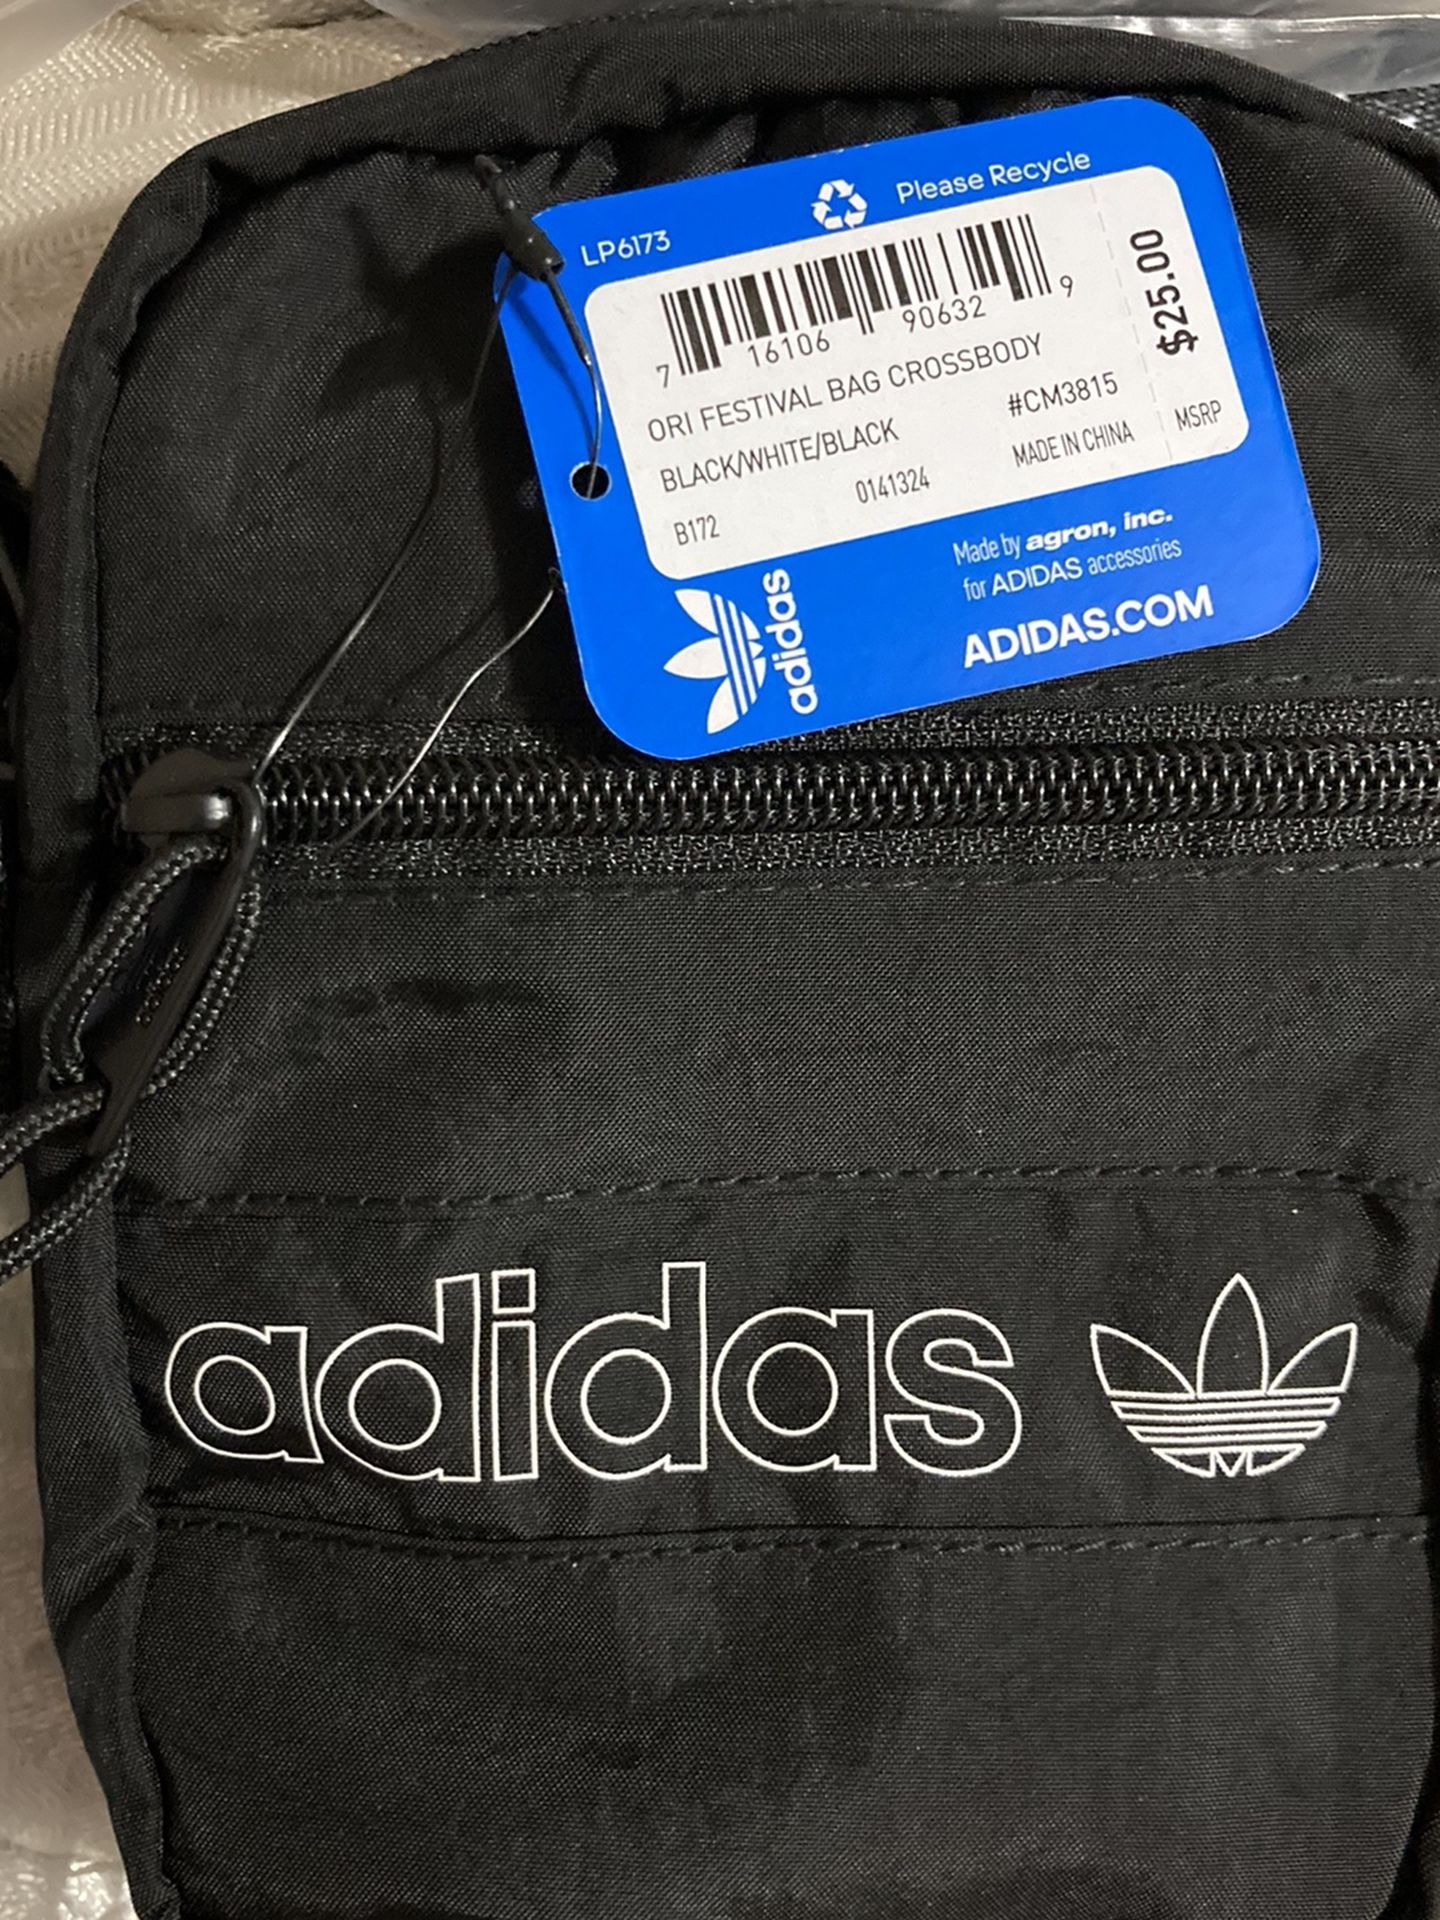 Please Recycle
LP6173
7 16106 90632 9
$25.00
ORI FESTIVAL BAG CROSSBODY
BLACK/WHITE/BLACK #CM3815
B172 0141324 MADE IN CHINA MSRP
Made by agron, inc.
for ADIDAS accessories
ADIDAS.COM
adidas
adidas